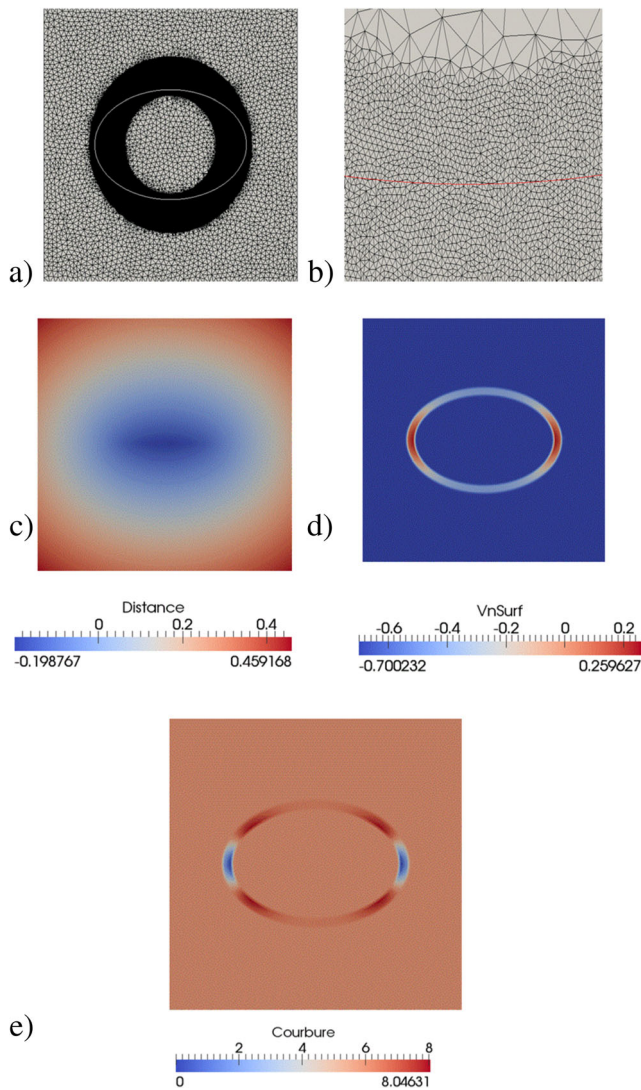 a)
b)
c)
d)
Distance
0 0.2 0.4
-0.198767 0.459168
VnSurf
-0.6 -0.4 -0.2 0 0.2
-0.700232 0.259627
e)
Courbure
2 4 6 8
0 8.04631